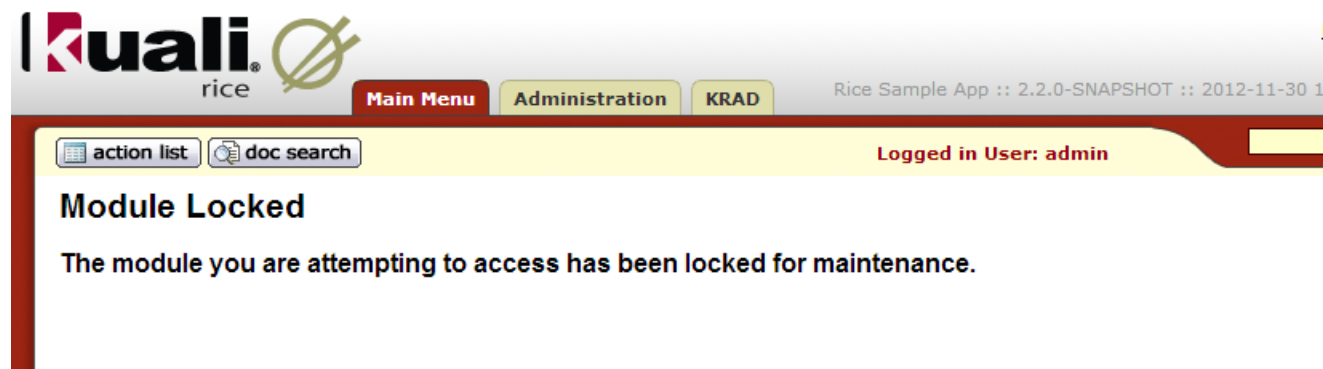 kuali®
rice
Main Menu Administration KRAD
Rice Sample App :: 2.2.0-SNAPSHOT :: 2012-11-30 1
action list doc search
Logged in User: admin
Module Locked
The module you are attempting to access has been locked for maintenance.